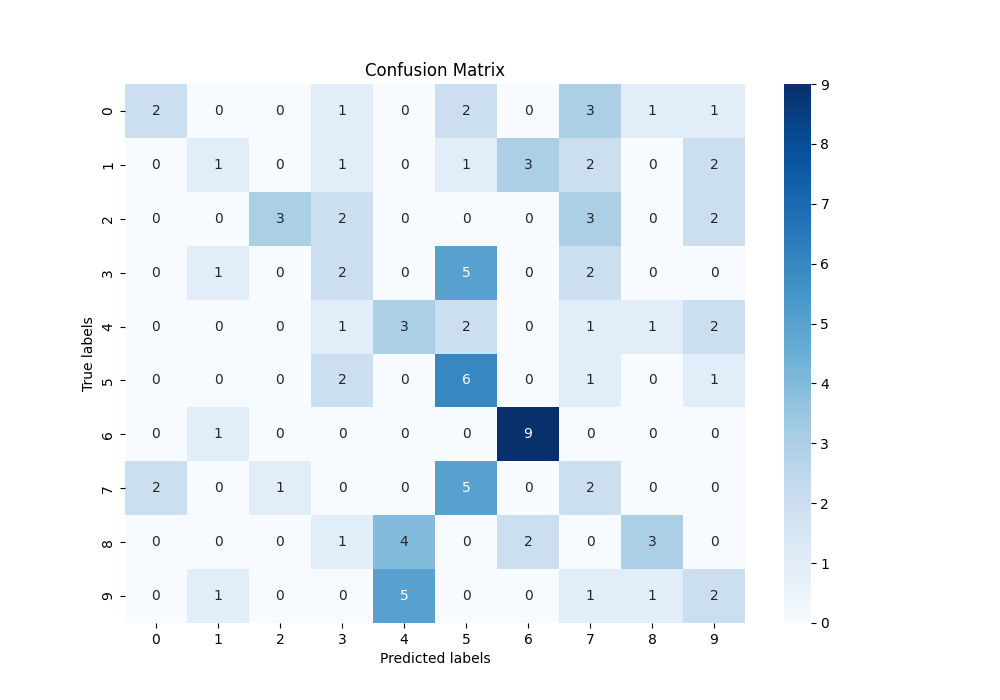 Confusion Matrix
0 2 0 0 1 0 2 0 3 1 1 9
8
1 0 1 0 1 0 1 3 2 0 2
7
2 0 0 3 2 0 0 0 3 0 2
6
3 0 1 0 2 0 5 0 2 0 0
5
4 0 0 0 1 3 2 0 1 1 2
True labels
4
5 0 0 0 2 0 6 0 1 0 1
3
6 0 1 0 0 0 0 9 0 0 0
2
7 2 0 1 0 0 5 0 2 0 0
8 0 0 0 1 4 0 2 0 3 0
1
9 0 1 0 0 5 0 0 1 1 2
0
0 1 2 3 4 5 6 7 8 9
Predicted labels